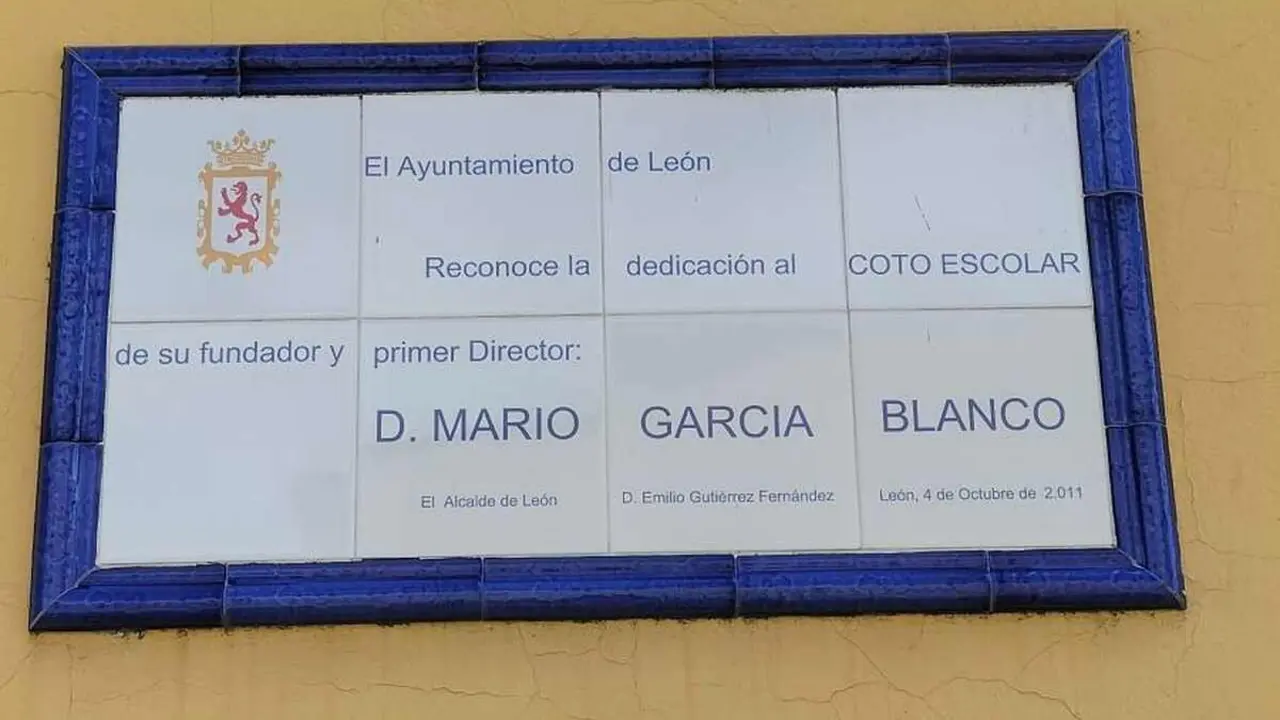 El Ayuntamiento de León
Reconoce la dedicación al COTO ESCOLAR
de su fundador y primer Director:
D. MARIO GARCIA BLANCO
El Alcalde de León D. Emilio Gutiérrez Fernández León, 4 de Octubre de 2.011